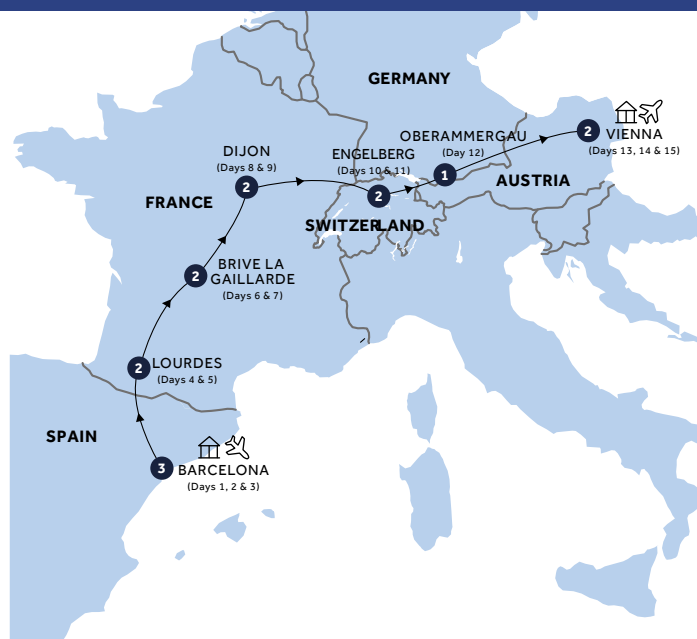 GERMANY
2
VIENNA
(Days 13, 14 & 15)
OBERAMMERGAU
(Day 12)
1
AUSTRIA
ENGELBERG
(Days 10 & 11)
2
SWITZERLAND
DIJON
(Days 8 & 9)
2
FRANCE
BRIVE LA
GAILLARDE
(Days 6 & 7)
2
LOURDES
(Days 4 & 5)
2
SPAIN
3
BARCELONA
(Days 1, 2 & 3)